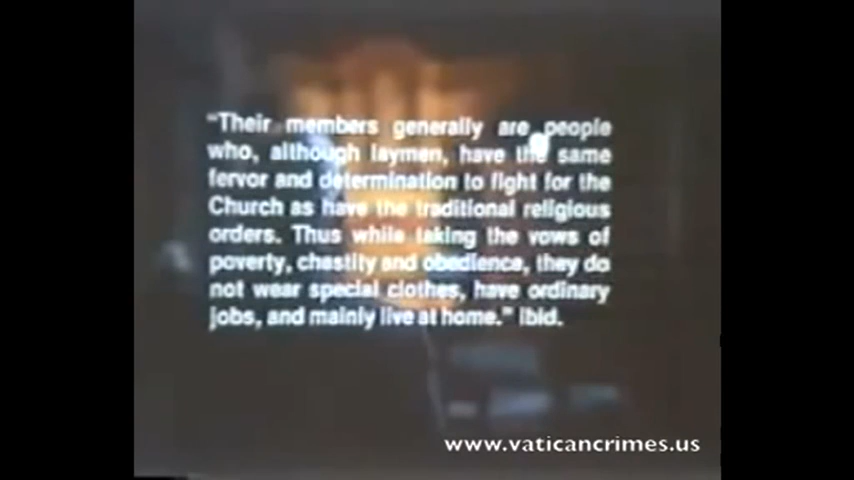 "Their members generally are people
who, although laymen, have the same
fervor and determination to fight for the
Church as have the traditional religious
orders. Thus while taking the vows of
poverty, chastity and obedience, they do
not wear special clothes, have ordinary
jobs, and mainly live at home." Ibid.
www.vaticancrimes.us